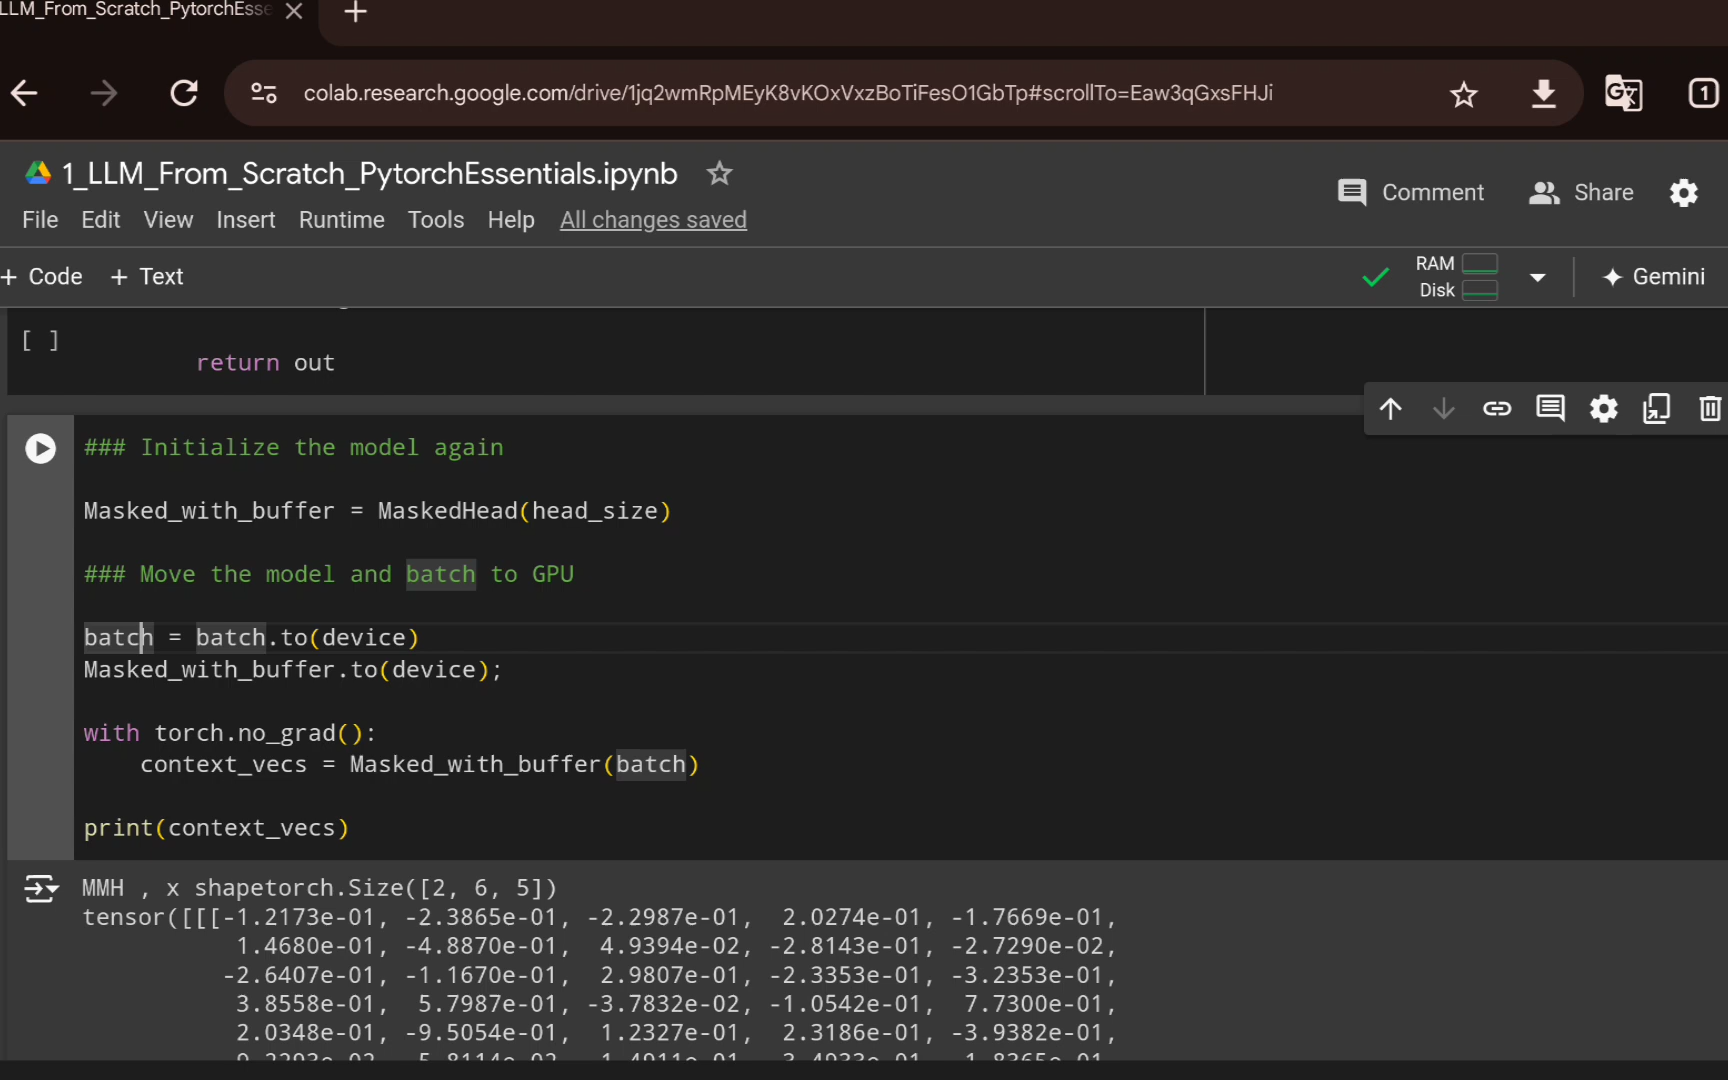 LLM_From_Scratch_PytorchEsse
colab.research.google.com/drive/1jq2wmRpMEyK8vKOxVxzBoTiFesO1GbTp#scrollTo=Eaw3qGxsFHJi
1
1_LLM_From_Scratch_PytorchEssentials.ipynb
Comment Share
File Edit View Insert Runtime Tools Help All changes saved
+ Code + Text
RAM
Disk
Gemini
[ ]
return out
### Initialize the model again
Masked_with_buffer = MaskedHead(head_size)
### Move the model and batch to GPU
batch = batch.to(device)
Masked_with_buffer.to(device);
with torch.no_grad():
context_vecs = Masked_with_buffer(batch)
print(context_vecs)
MMH , x shapetorch.Size([2, 6, 5])
tensor([[[-1.2173e-01, -2.3865e-01, -2.2987e-01, 2.0274e-01, -1.7669e-01,
1.4680e-01, -4.8870e-01, 4.9394e-02, -2.8143e-01, -2.7290e-02,
-2.6407e-01, -1.1670e-01, 2.9807e-01, -2.3353e-01, -3.2353e-01,
3.8558e-01, 5.7987e-01, -3.7832e-02, -1.0542e-01, 7.7300e-01,
2.0348e-01, -9.5054e-01, 1.2327e-01, 2.3186e-01, -3.9382e-01,